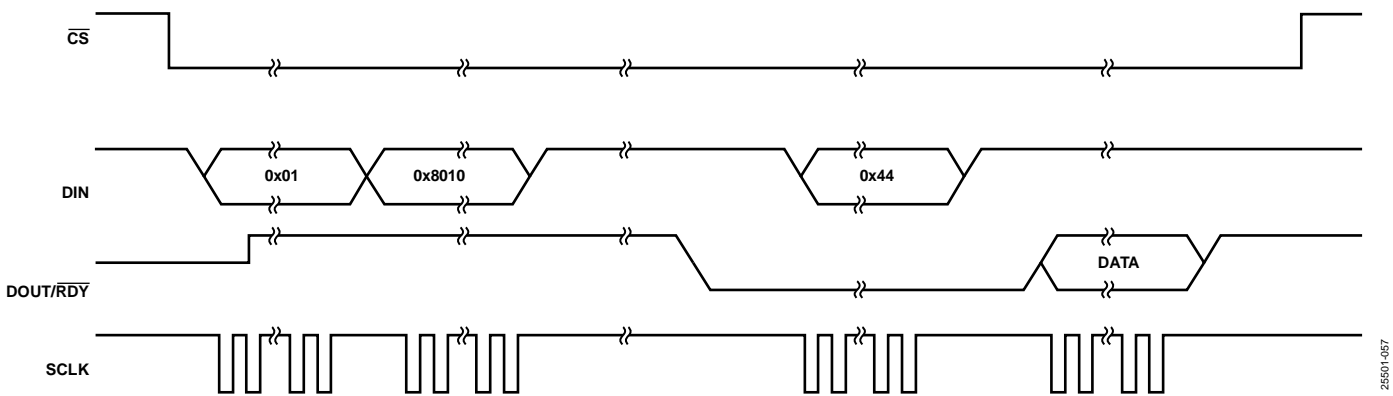 CS
DIN
0x01
0x8010
0x44
DOUT/RDY
DATA
SCLK
25501-057